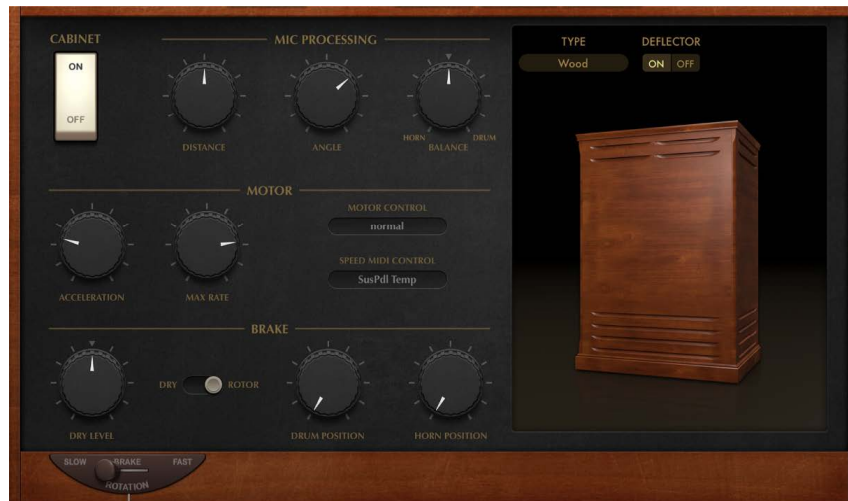 CABINET
ON
OFF
MIC PROCESSING
DISTANCE
ANGLE
HORN
DRUM
BALANCE
TYPE
DEFLECTOR
Wood
ON OFF
MOTOR
MOTOR CONTROL
normal
SPEED MIDI CONTROL
SusPdl Temp
ACCELERATION
MAX RATE
BRAKE
DRY
ROTOR
DRY LEVEL
DRUM POSITION
HORN POSITION
SLOW
BRAKE
FAST
ROTATION